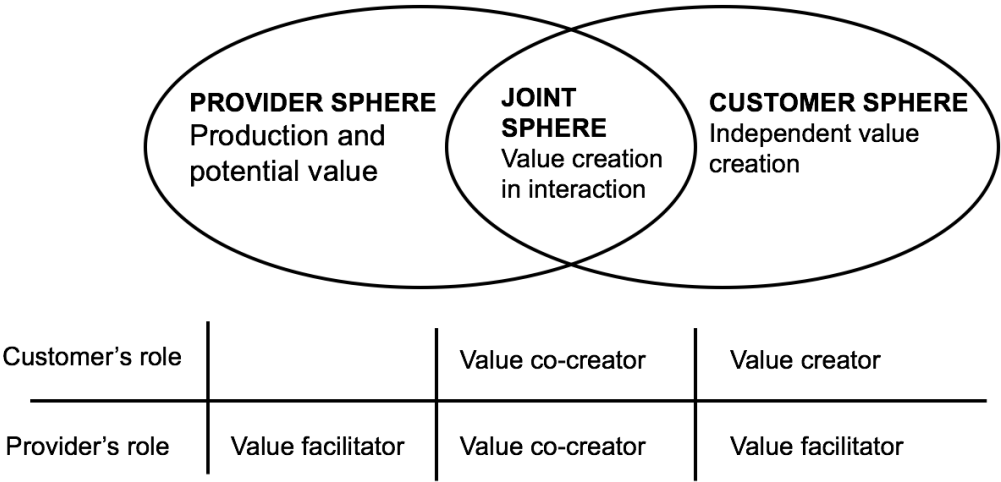 PROVIDER SPHERE
Production and
potential value
JOINT
SPHERE
Value creation
in interaction
CUSTOMER SPHERE
Independent value
creation
Customer’s role
Value co-creator
Value creator
Provider’s role
Value facilitator
Value co-creator
Value facilitator